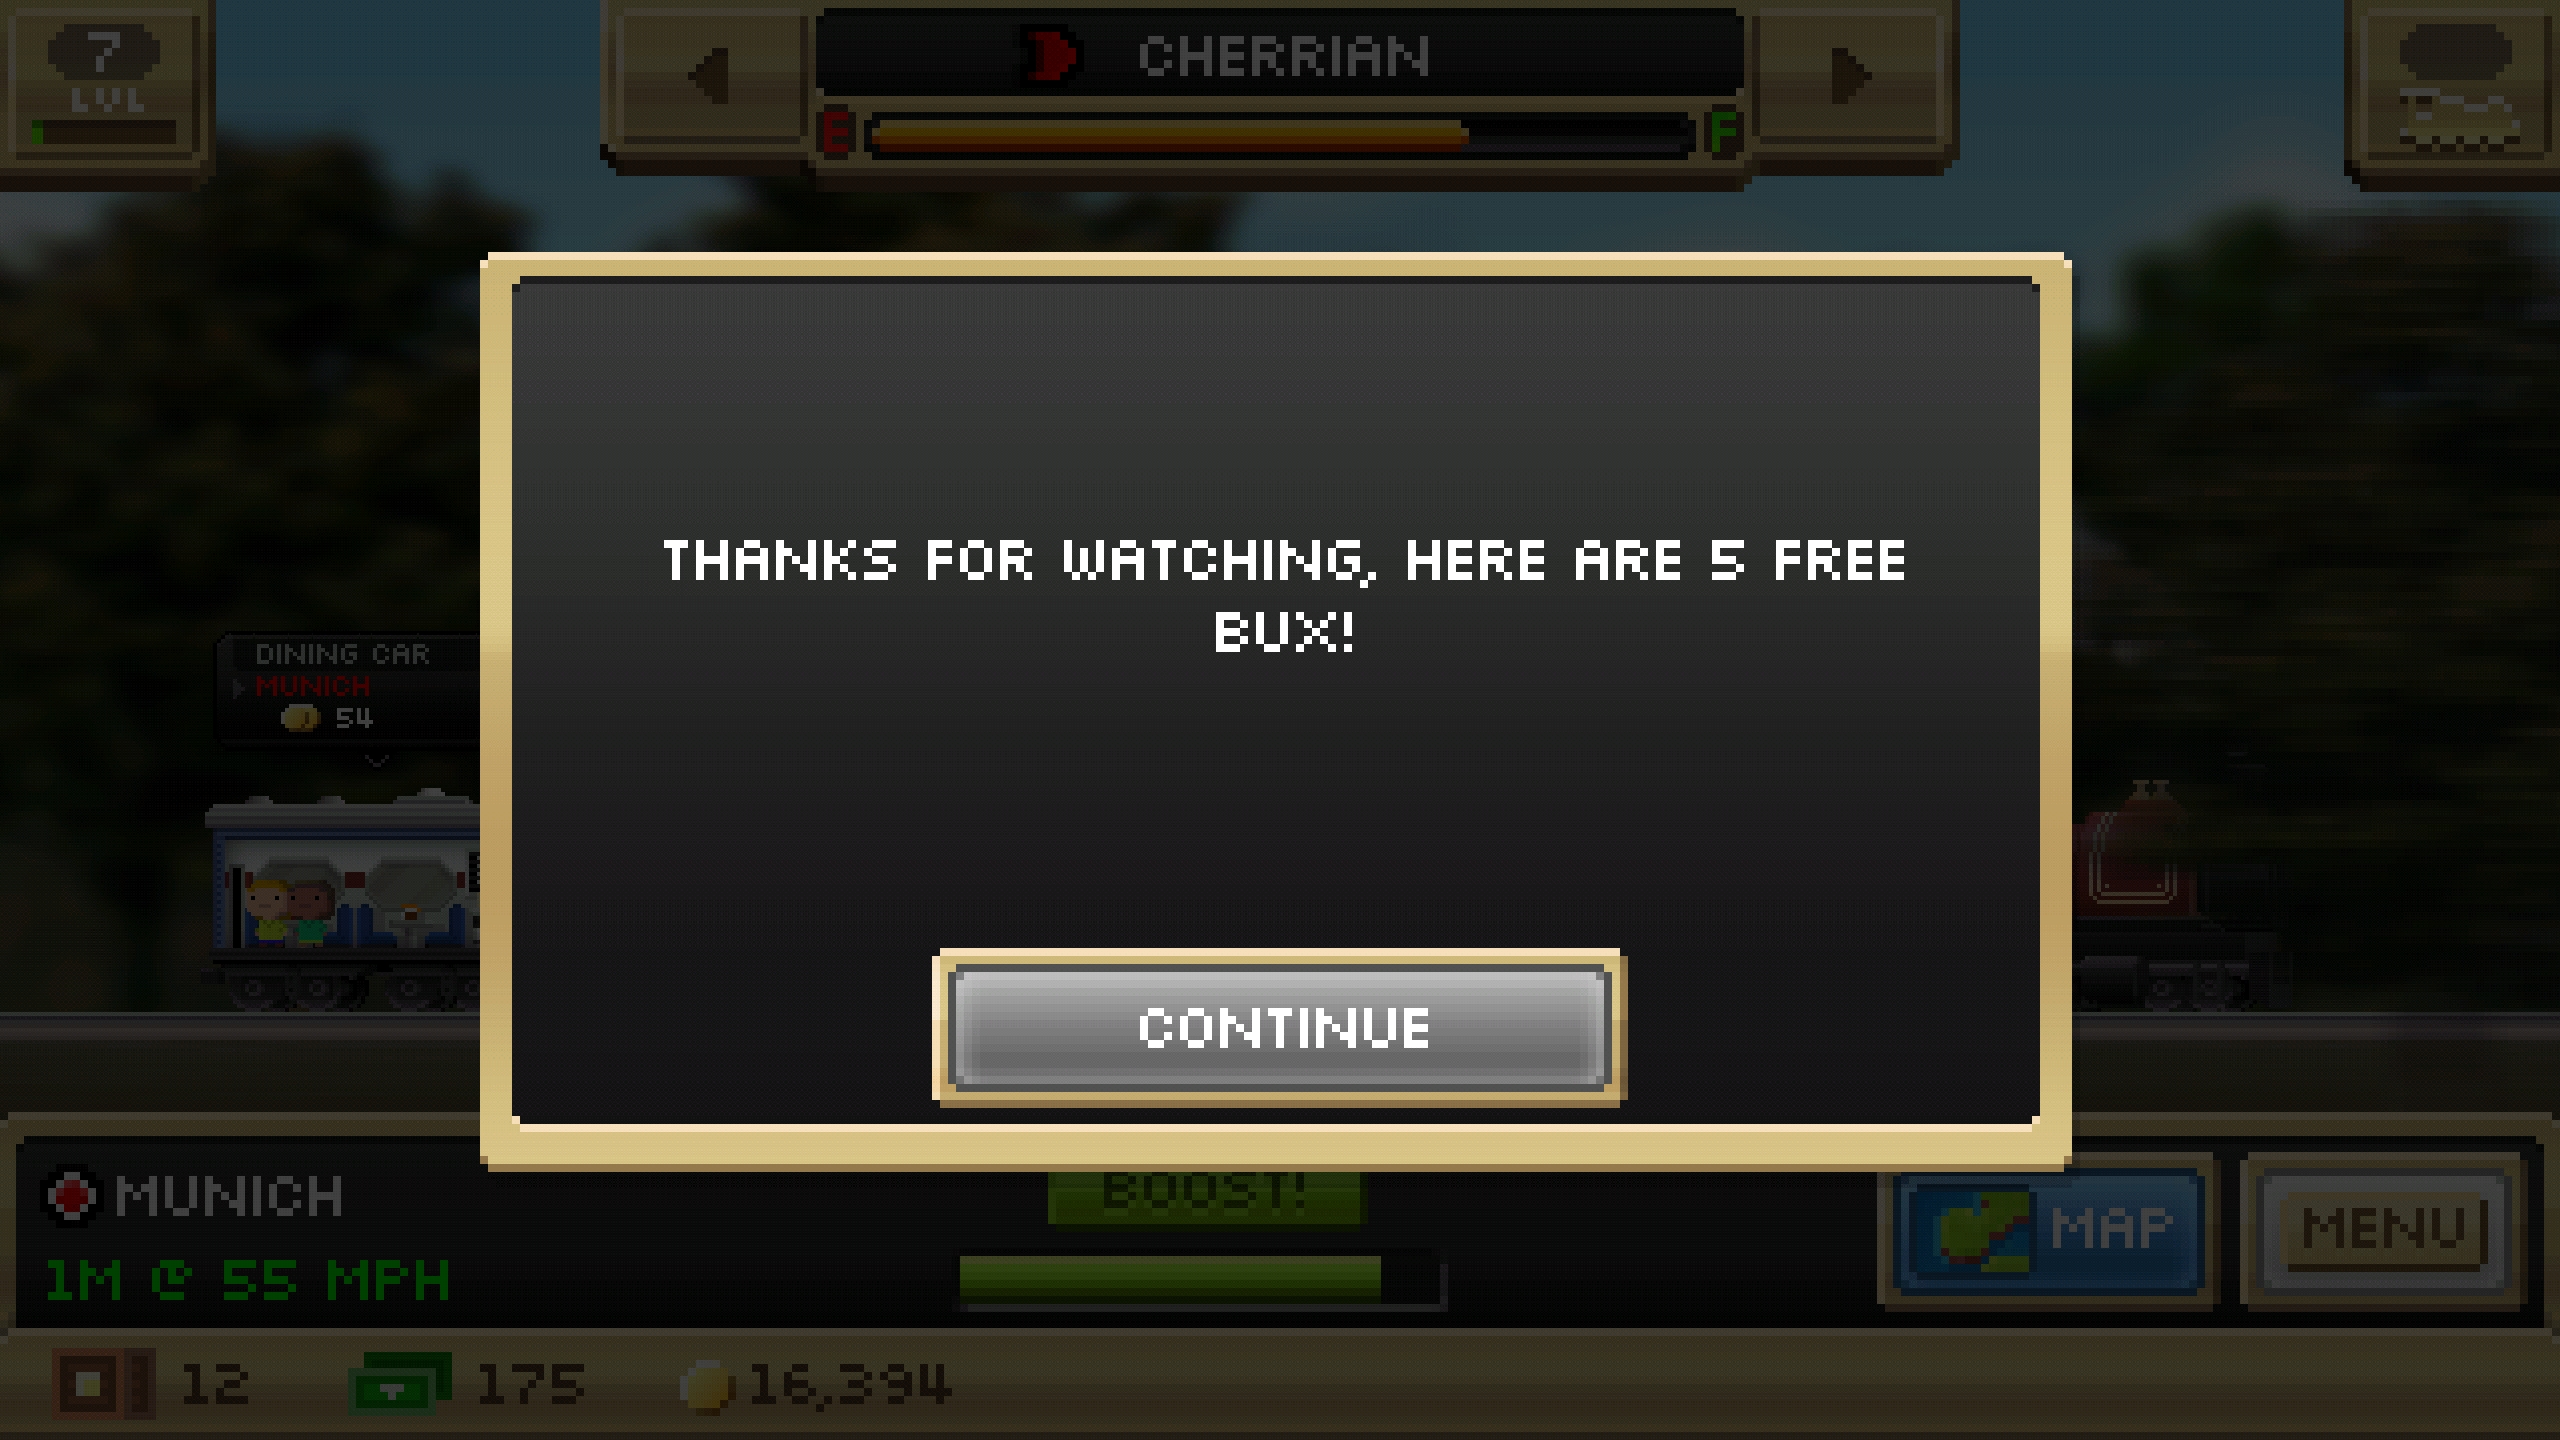 7
LVL
CHERRIAN
E
F
THANKS FOR WATCHING, HERE ARE 5 FREE
BUX!
DINING CAR
MUNICH
54
CONTINUE
MUNICH
BOOST!
MAP
MENU
1M @ 55 MPH
12
175
16,394